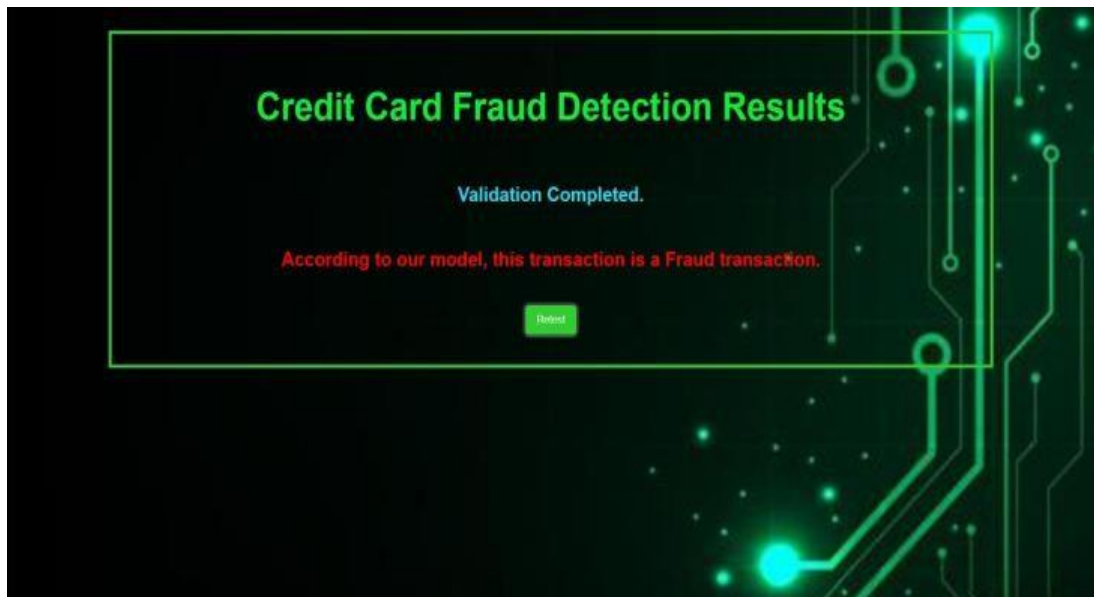 Credit Card Fraud Detection Results
Validation Completed.
According to our model, this transaction is a Fraud transaction.
Retest